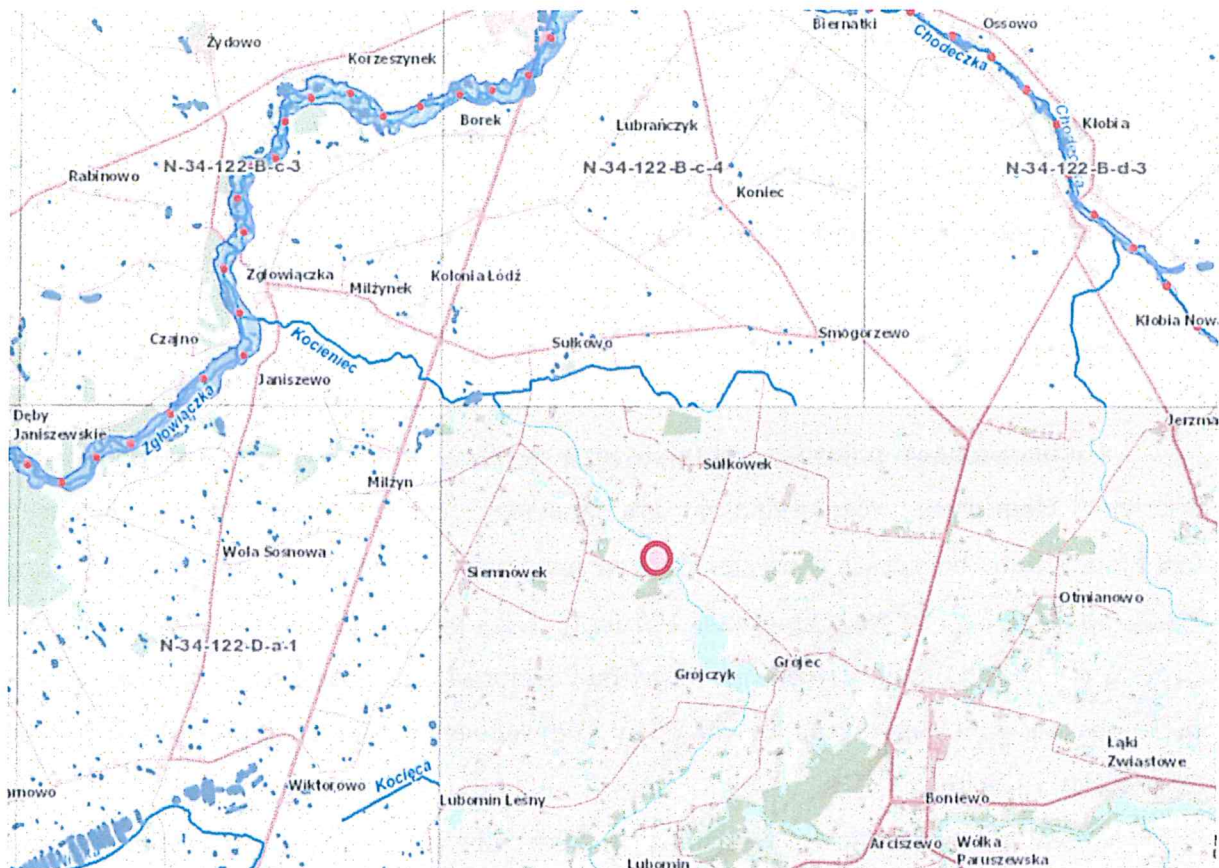 Biernatki
Ossowo
Żydowo
Chodeczka
Korzeszynek
Borek
Lubrańczyk
Chodeczka
Kłobia
N-34-122-B-c-3
N-34-122-B-c-4
N-34-122-B-d-3
Rabinowo
Koniec
Zgłowiączka
Kolonia Łódź
Milżynek
Kłobia Nowa
Czajno
Kocieniec
Sułkowo
Smogorzewo
Janiszewo
Dęby
Janiszewskie
Zgłowiączka
Jerzma
Sułkówek
Milżyn
Wola Sosnowa
Siemnówek
Otmianowo
N-34-122-D-a-1
Grójec
Grójczyk
Łąki
Zwiastowe
Kocięca
Wiktorowo
Lubomin Leśny
Boniewo
Arciszewo
Wólka
Paruszewska
Lubomin